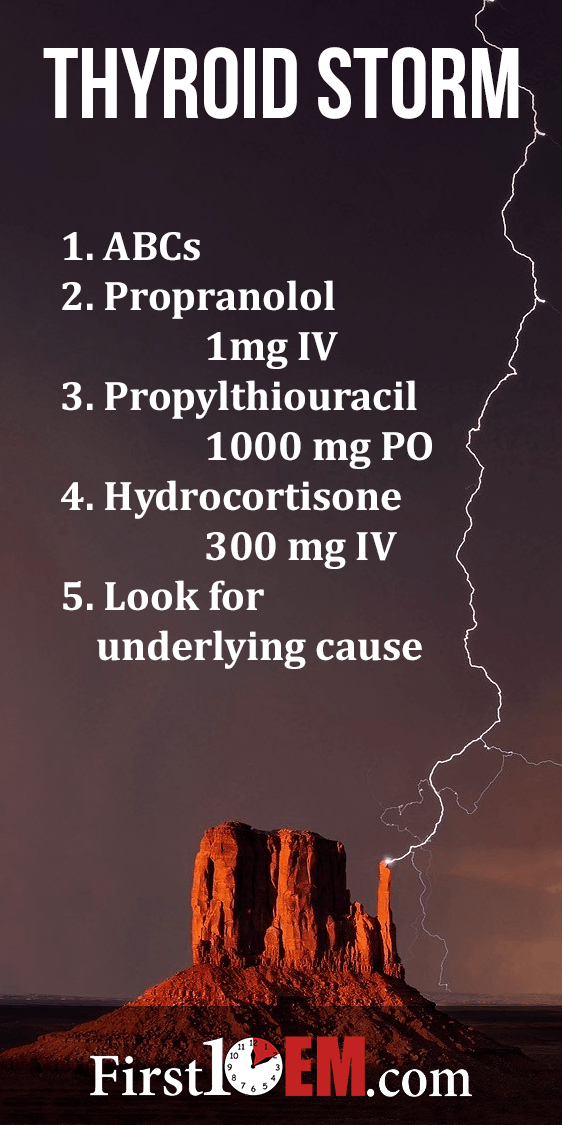 THYROID STORM
1. ABCs
2. Propranolol
1mg IV
3. Propylthiouracil
1000 mg PO
4. Hydrocortisone
300 mg IV
5. Look for
underlying cause
First10EM.com